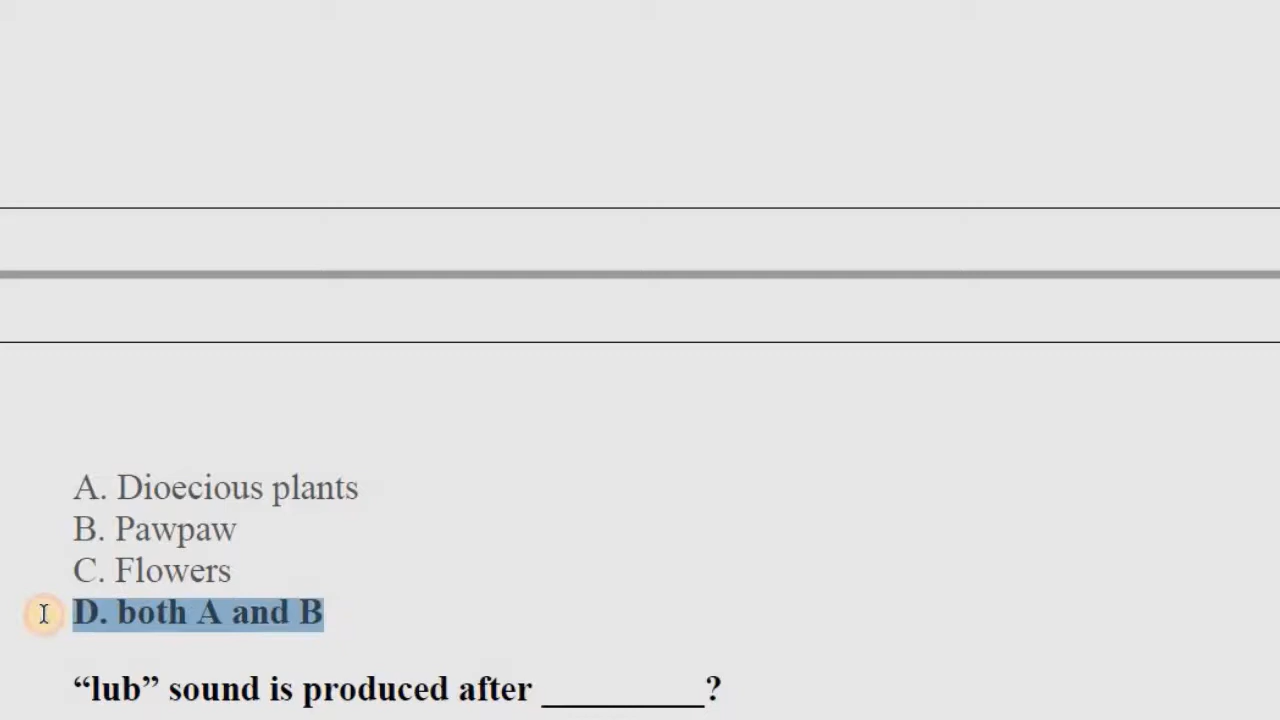 A. Dioecious plants
B. Pawpaw
C. Flowers
D. both A and B
“lub” sound is produced after _________?